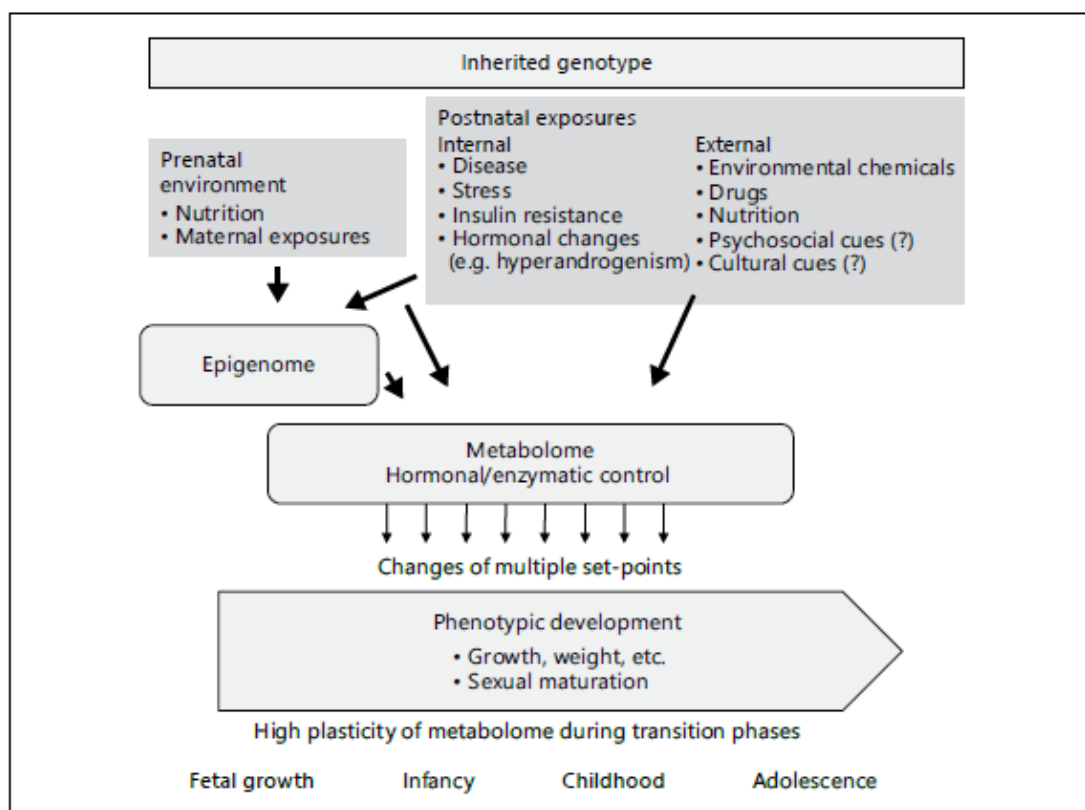 Inherited genotype
Prenatal
environment
• Nutrition
• Maternal exposures
Postnatal exposures
Internal
• Disease
• Stress
• Insulin resistance
• Hormonal changes
(e.g. hyperandrogenism)
External
• Environmental chemicals
• Drugs
• Nutrition
• Psychosocial cues (?)
• Cultural cues (?)
Epigenome
Metabolome
Hormonal/enzymatic control
Changes of multiple set-points
Phenotypic development
• Growth, weight, etc.
• Sexual maturation
High plasticity of metabolome during transition phases
Fetal growth Infancy Childhood Adolescence